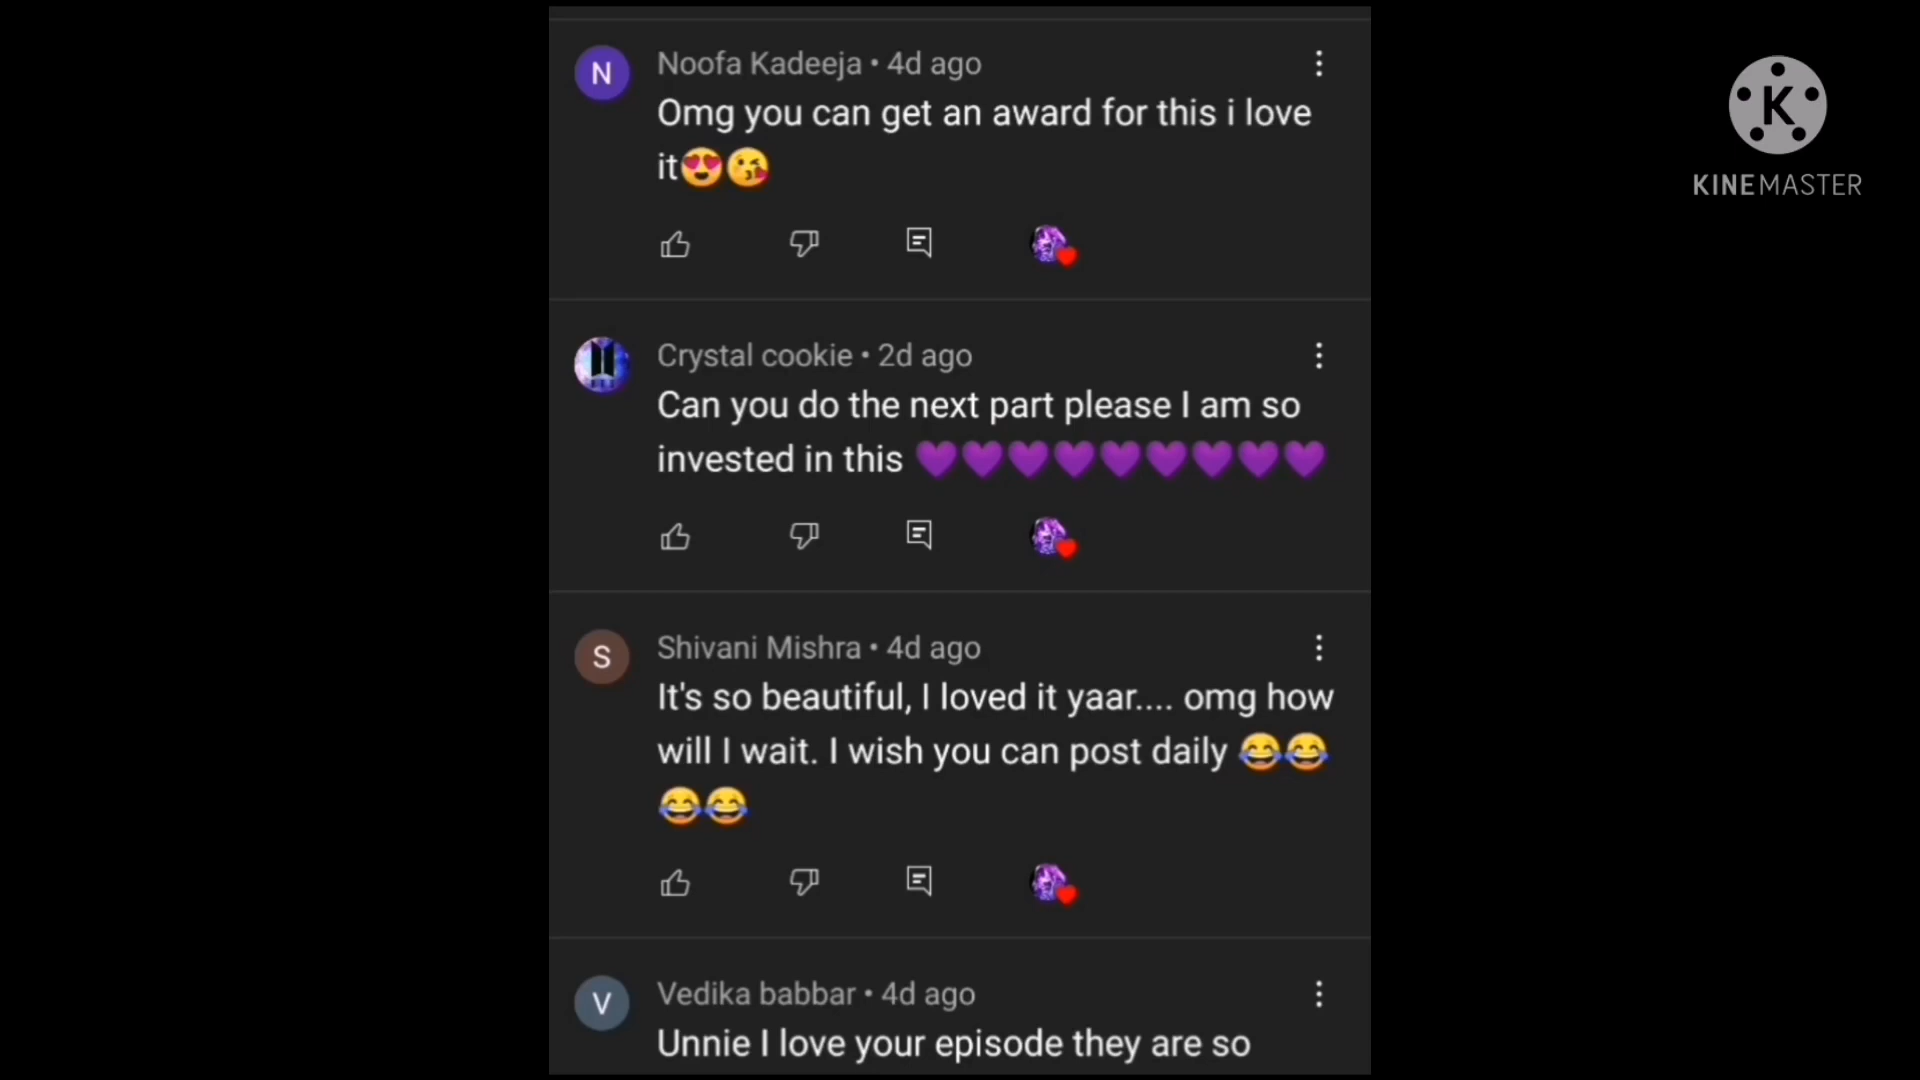 N
Noofa Kadeeja • 4d ago
Omg you can get an award for this i love
it😍😘
Crystal cookie • 2d ago
Can you do the next part please I am so
invested in this 💜💜💜💜💜💜💜💜💜
S
Shivani Mishra • 4d ago
It's so beautiful, I loved it yaar.... omg how
will I wait. I wish you can post daily 😂😂
😂😂
V
Vedika babbar • 4d ago
Unnie I love your episode they are so
K
KINEMASTER